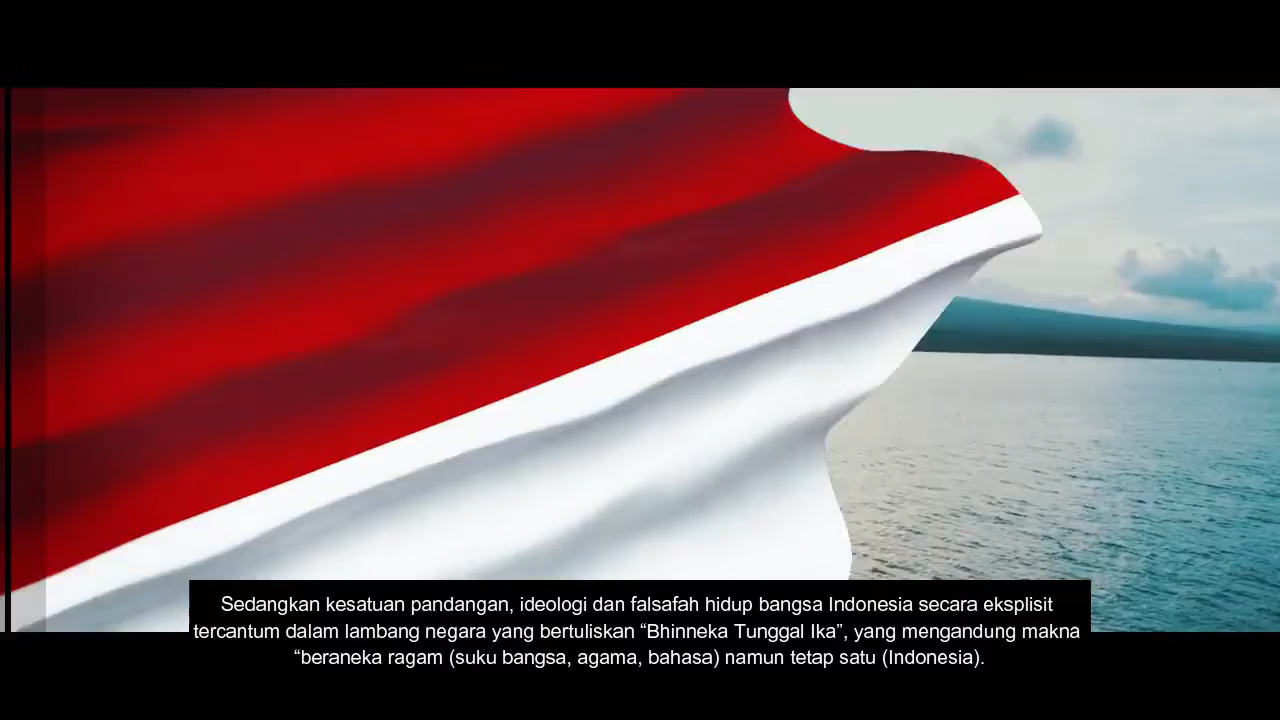 Sedangkan kesatuan pandangan, ideologi dan falsafah hidup bangsa Indonesia secara eksplisit
tercantum dalam lambang negara yang bertuliskan “Bhinneka Tunggal Ika”, yang mengandung makna
“beraneka ragam (suku bangsa, agama, bahasa) namun tetap satu (Indonesia).